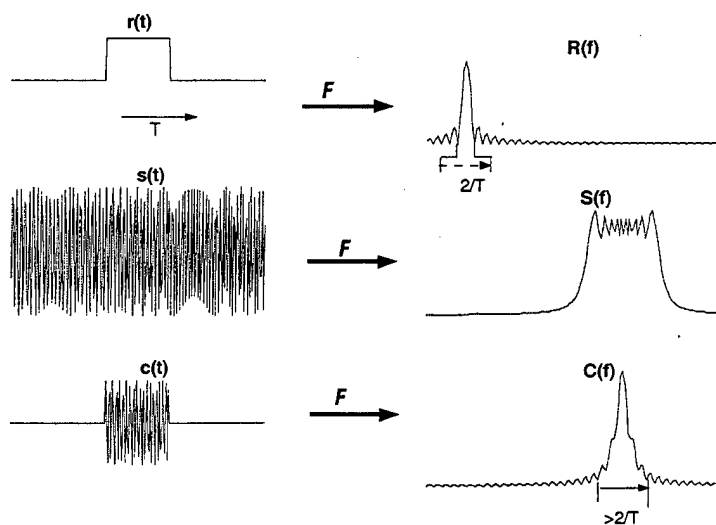 r(t)
R(f)
F
T
2/T
s(t)
S(f)
F
c(t)
C(f)
F
>2/T